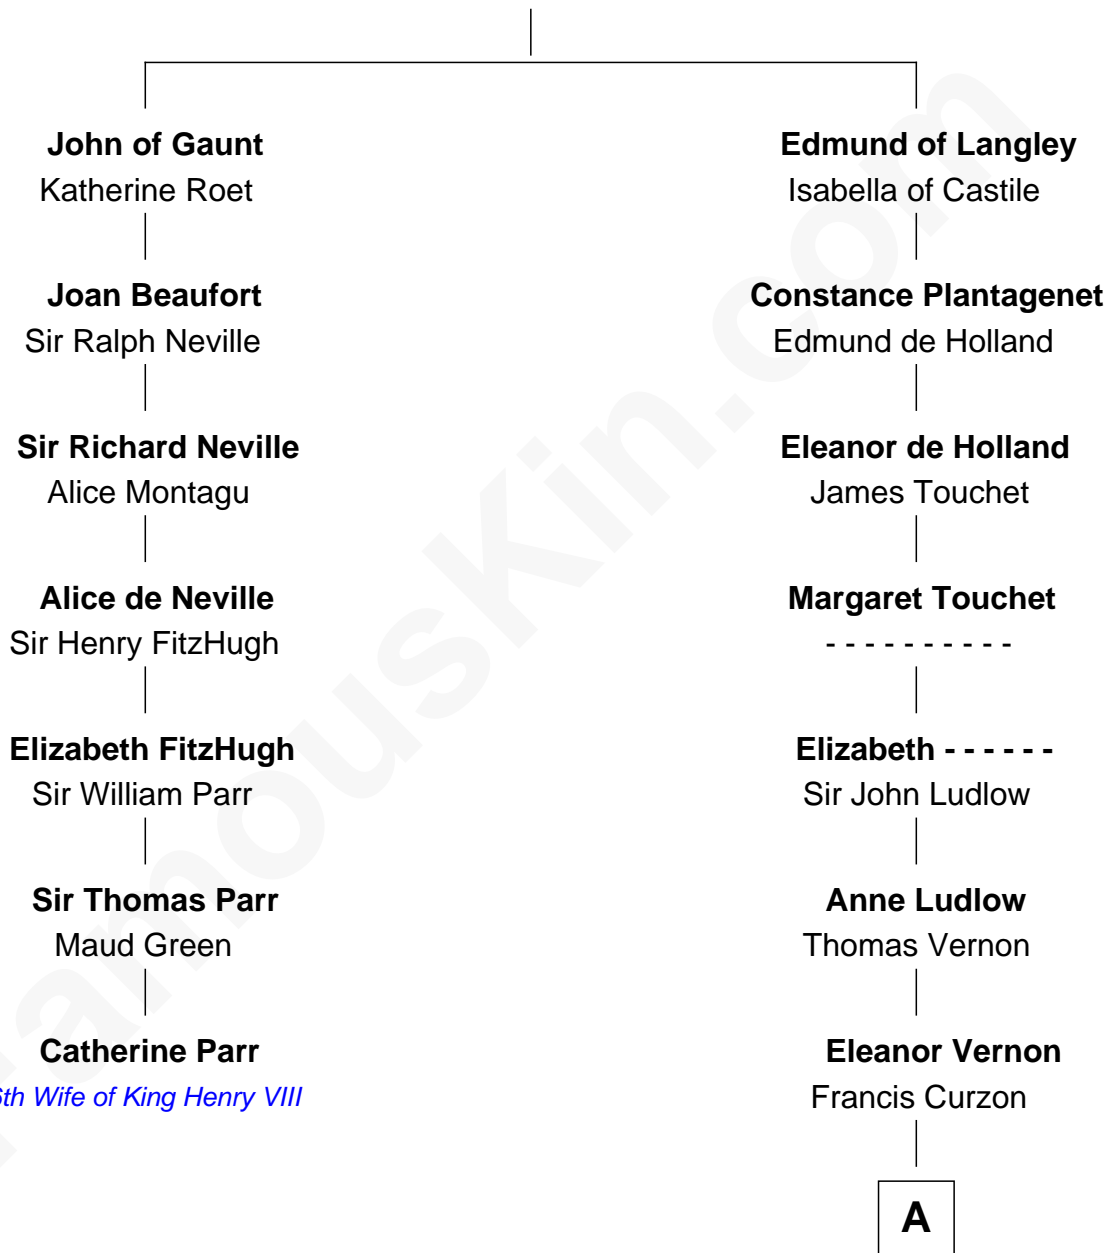 John of Gaunt
Katherine Roet
Joan Beaufort
Sir Ralph Neville
Sir Richard Neville
Alice Montagu
Alice de Neville
Sir Henry FitzHugh
Elizabeth FitzHugh
Sir William Parr
Sir Thomas Parr
Maud Green
Catherine Parr
6th Wife of King Henry VIII
Edmund of Langley
Isabella of Castile
Constance Plantagenet
Edmund de Holland
Eleanor de Holland
James Touchet
Margaret Touchet
- - - - - - - - - -
Elizabeth - - - - - -
Sir John Ludlow
Anne Ludlow
Thomas Vernon
Eleanor Vernon
Francis Curzon
A
FamousKin.com